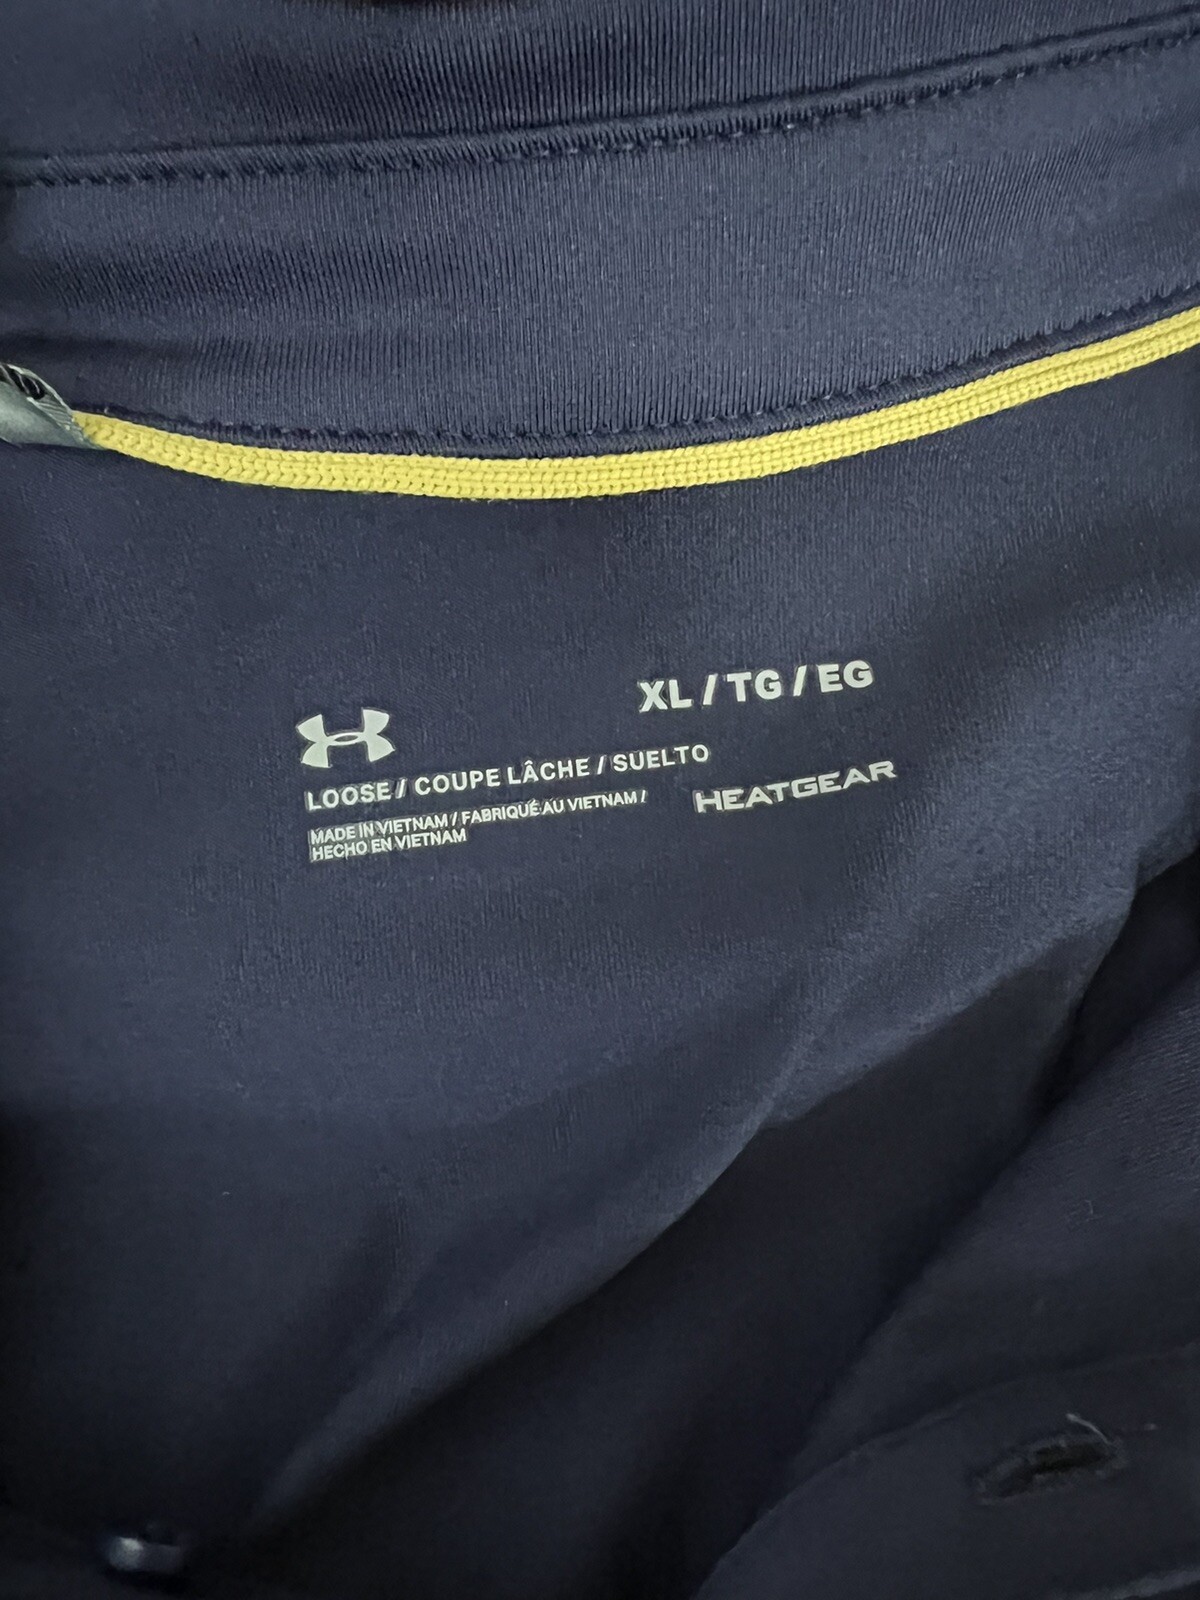 XL / TG / EG
LOOSE / COUPE LÂCHE / SUELTO
HEATGEAR
MADE IN VIETNAM / FABRIQUÉ AU VIETNAM /
HECHO EN VIETNAM